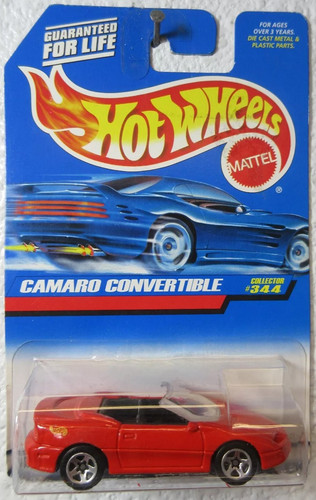 GUARANTEED
FOR LIFE
FOR AGES
OVER 3 YEARS.
DIE CAST METAL &
PLASTIC PARTS.
HOT WHEELS
MATTEL
®
CAMARO CONVERTIBLE
COLLECTOR
#344